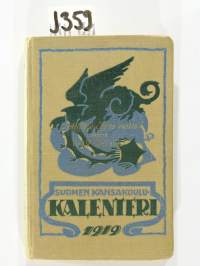 J359
SUOMEN KANSAKOULU-
KALENTERI
1919